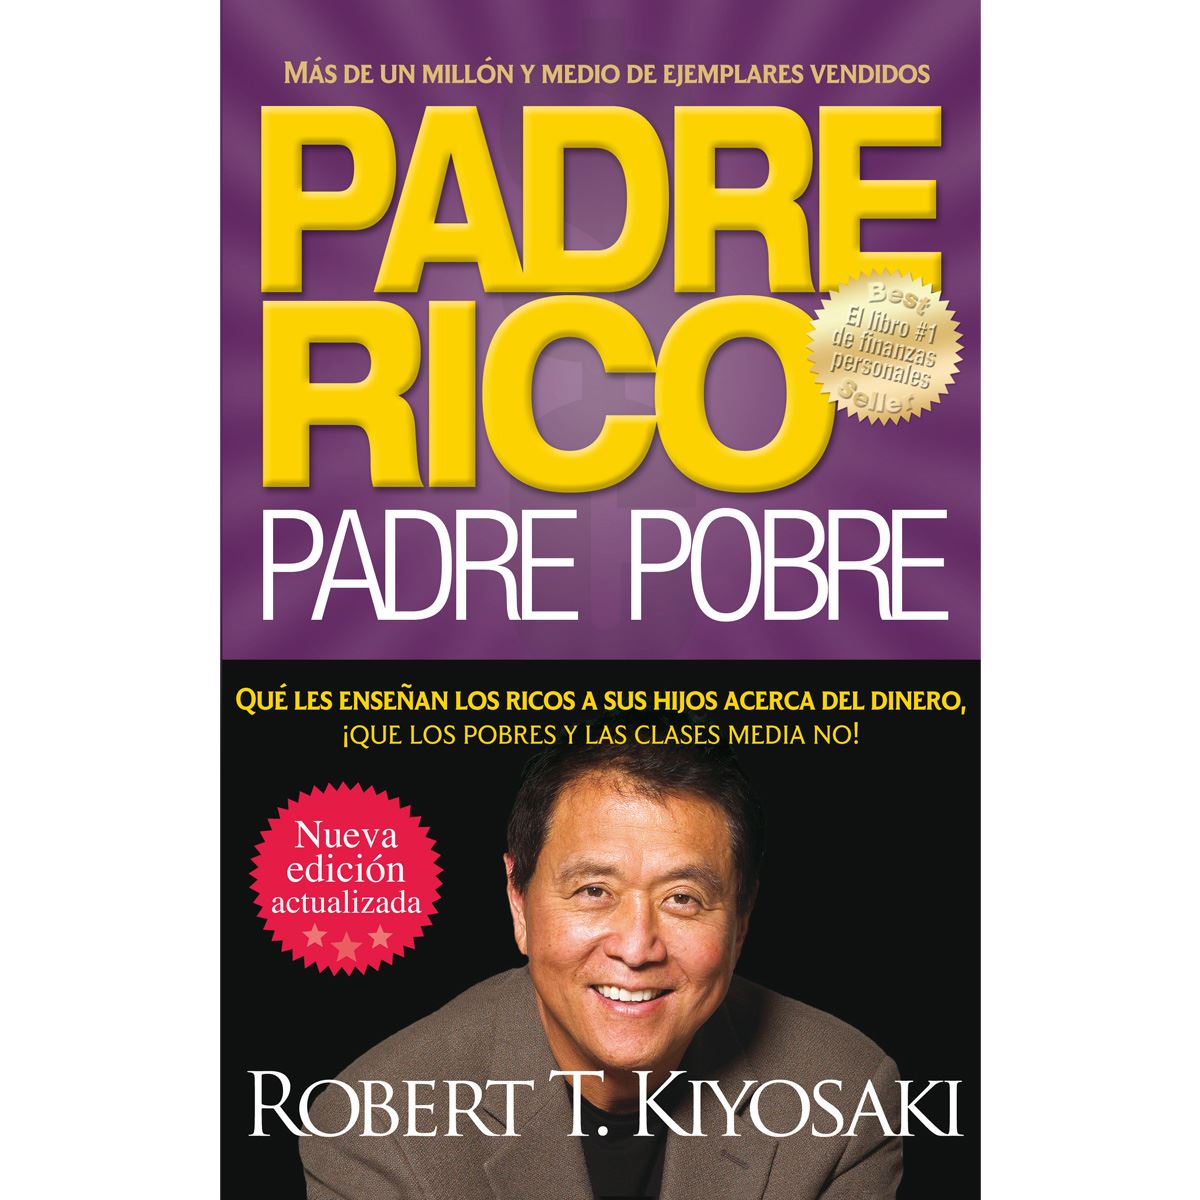 MÁS DE UN MILLÓN Y MEDIO DE EJEMPLARES VENDIDOS
PADRE
RICO
Best
El libro #1
de finanzas
personales
Seller
PADRE POBRE
QUÉ LES ENSEÑAN LOS RICOS A SUS HIJOS ACERCA DEL DINERO,
¡QUE LOS POBRES Y LAS CLASES MEDIA NO!
Nueva
edición
actualizada
ROBERT T. KIYOSAKI